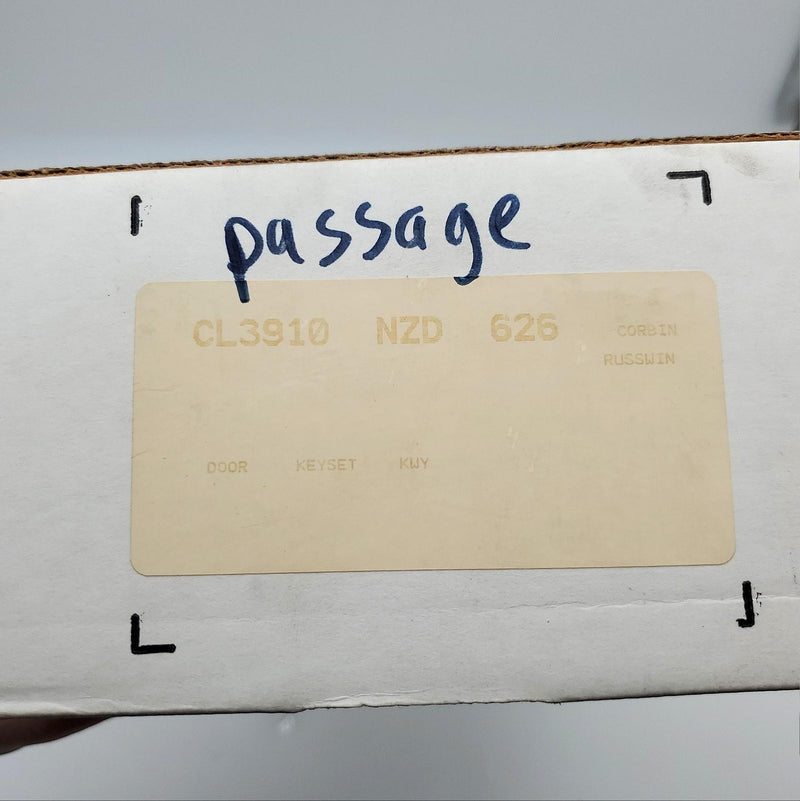 passage
CL3910 NZD 626 CORBIN
RUSSWIN
DOOR KEYSET KWY